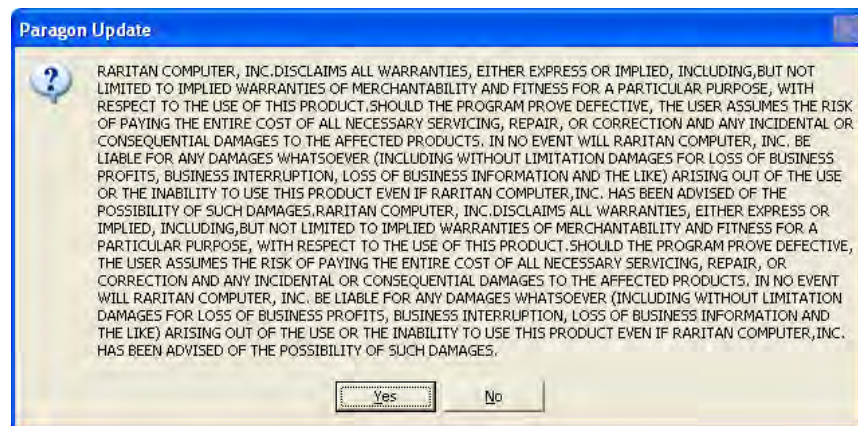 Paragon Update
RARITAN COMPUTER, INC.DISCLAIMS ALL WARRANTIES, EITHER EXPRESS OR IMPLIED, INCLUDING,BUT NOT
LIMITED TO IMPLIED WARRANTIES OF MERCHANTABILITY AND FITNESS FOR A PARTICULAR PURPOSE, WITH
RESPECT TO THE USE OF THIS PRODUCT.SHOULD THE PROGRAM PROVE DEFECTIVE, THE USER ASSUMES THE RISK
OF PAYING THE ENTIRE COST OF ALL NECESSARY SERVICING, REPAIR, OR CORRECTION AND ANY INCIDENTAL OR
CONSEQUENTIAL DAMAGES TO THE AFFECTED PRODUCTS. IN NO EVENT WILL RARITAN COMPUTER, INC. BE
LIABLE FOR ANY DAMAGES WHATSOEVER (INCLUDING WITHOUT LIMITATION DAMAGES FOR LOSS OF BUSINESS
PROFITS, BUSINESS INTERRUPTION, LOSS OF BUSINESS INFORMATION AND THE LIKE) ARISING OUT OF THE USE
OR THE INABILITY TO USE THIS PRODUCT EVEN IF RARITAN COMPUTER,INC. HAS BEEN ADVISED OF THE
POSSIBILITY OF SUCH DAMAGES.RARITAN COMPUTER, INC.DISCLAIMS ALL WARRANTIES, EITHER EXPRESS OR
IMPLIED, INCLUDING,BUT NOT LIMITED TO IMPLIED WARRANTIES OF MERCHANTABILITY AND FITNESS FOR A
PARTICULAR PURPOSE, WITH RESPECT TO THE USE OF THIS PRODUCT.SHOULD THE PROGRAM PROVE DEFECTIVE,
THE USER ASSUMES THE RISK OF PAYING THE ENTIRE COST OF ALL NECESSARY SERVICING, REPAIR, OR
CORRECTION AND ANY INCIDENTAL OR CONSEQUENTIAL DAMAGES TO THE AFFECTED PRODUCTS. IN NO EVENT
WILL RARITAN COMPUTER, INC. BE LIABLE FOR ANY DAMAGES WHATSOEVER (INCLUDING WITHOUT LIMITATION
DAMAGES FOR LOSS OF BUSINESS PROFITS, BUSINESS INTERRUPTION, LOSS OF BUSINESS INFORMATION AND
THE LIKE) ARISING OUT OF THE USE OR THE INABILITY TO USE THIS PRODUCT EVEN IF RARITAN COMPUTER,INC.
HAS BEEN ADVISED OF THE POSSIBILITY OF SUCH DAMAGES.
Yes No